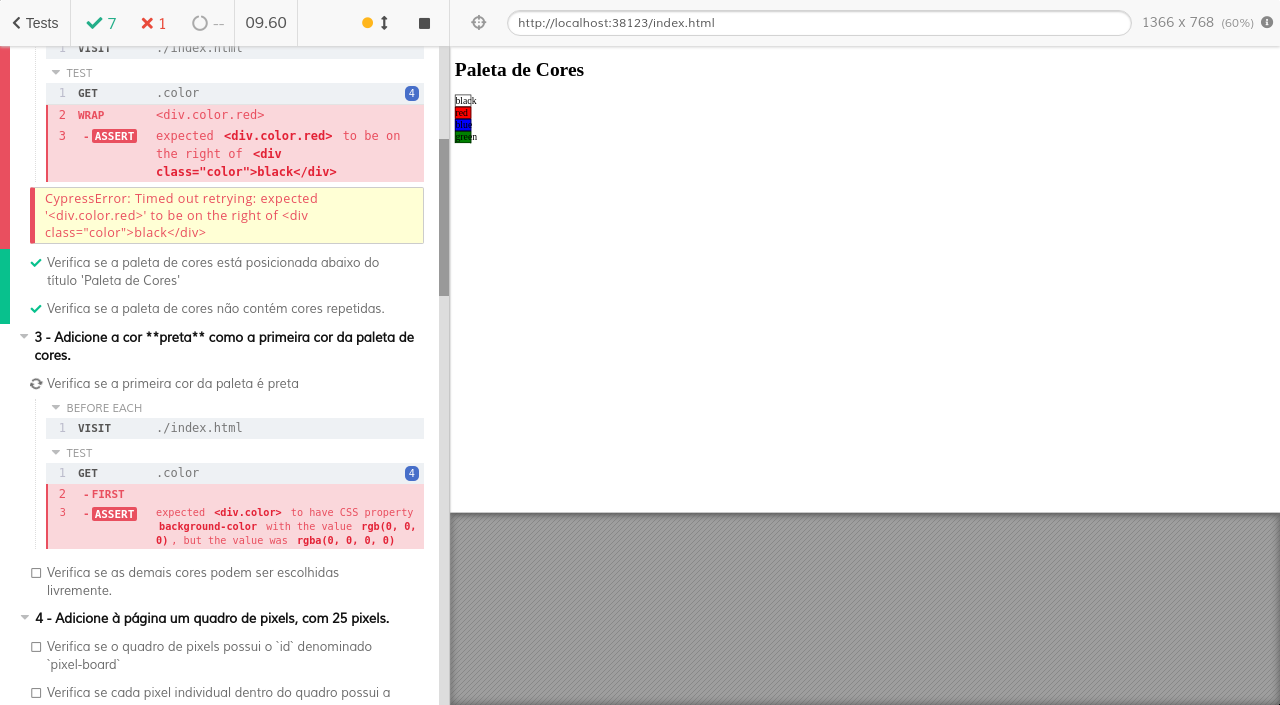 Tests 7 1 -- 09.60
http://localhost:38123/index.html 1366 x 768 (60%)
1 VISIT ./index.html
TEST
1 GET .color 4
2 WRAP <div.color.red>
3 -ASSERT expected <div.color.red> to be on
the right of <div
class="color">black</div>
CypressError: Timed out retrying: expected
'<div.color.red>' to be on the right of <div
class="color">black</div>
Verifica se a paleta de cores está posicionada abaixo do
título 'Paleta de Cores'
Verifica se a paleta de cores não contém cores repetidas.
3 - Adicione a cor **preta** como a primeira cor da paleta de
cores.
Verifica se a primeira cor da paleta é preta
BEFORE EACH
1 VISIT ./index.html
TEST
1 GET .color 4
2 -FIRST
3 -ASSERT expected <div.color> to have CSS property
background-color with the value rgb(0, 0,
0), but the value was rgba(0, 0, 0, 0)
Verifica se as demais cores podem ser escolhidas
livremente.
4 - Adicione à página um quadro de pixels, com 25 pixels.
Verifica se o quadro de pixels possui o `id` denominado
`pixel-board`
Verifica se cada pixel individual dentro do quadro possui a
Paleta de Cores
black
red
blue
green